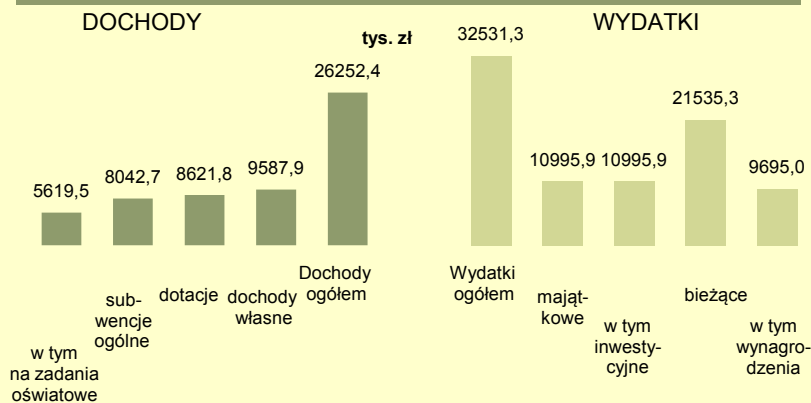 DOCHODY
tys. zł
WYDATKI
5619,5
8042,7
8621,8
9587,9
26252,4
32531,3
10995,9
10995,9
21535,3
9695,0
w tym
na zadania
oświatowe
sub-
wencje
ogólne
dotacje
dochody
własne
Dochody
ogółem
Wydatki
ogółem
mająt-
kowe
w tym
inwesty-
cyjne
bieżące
w tym
wynagro-
dzenia